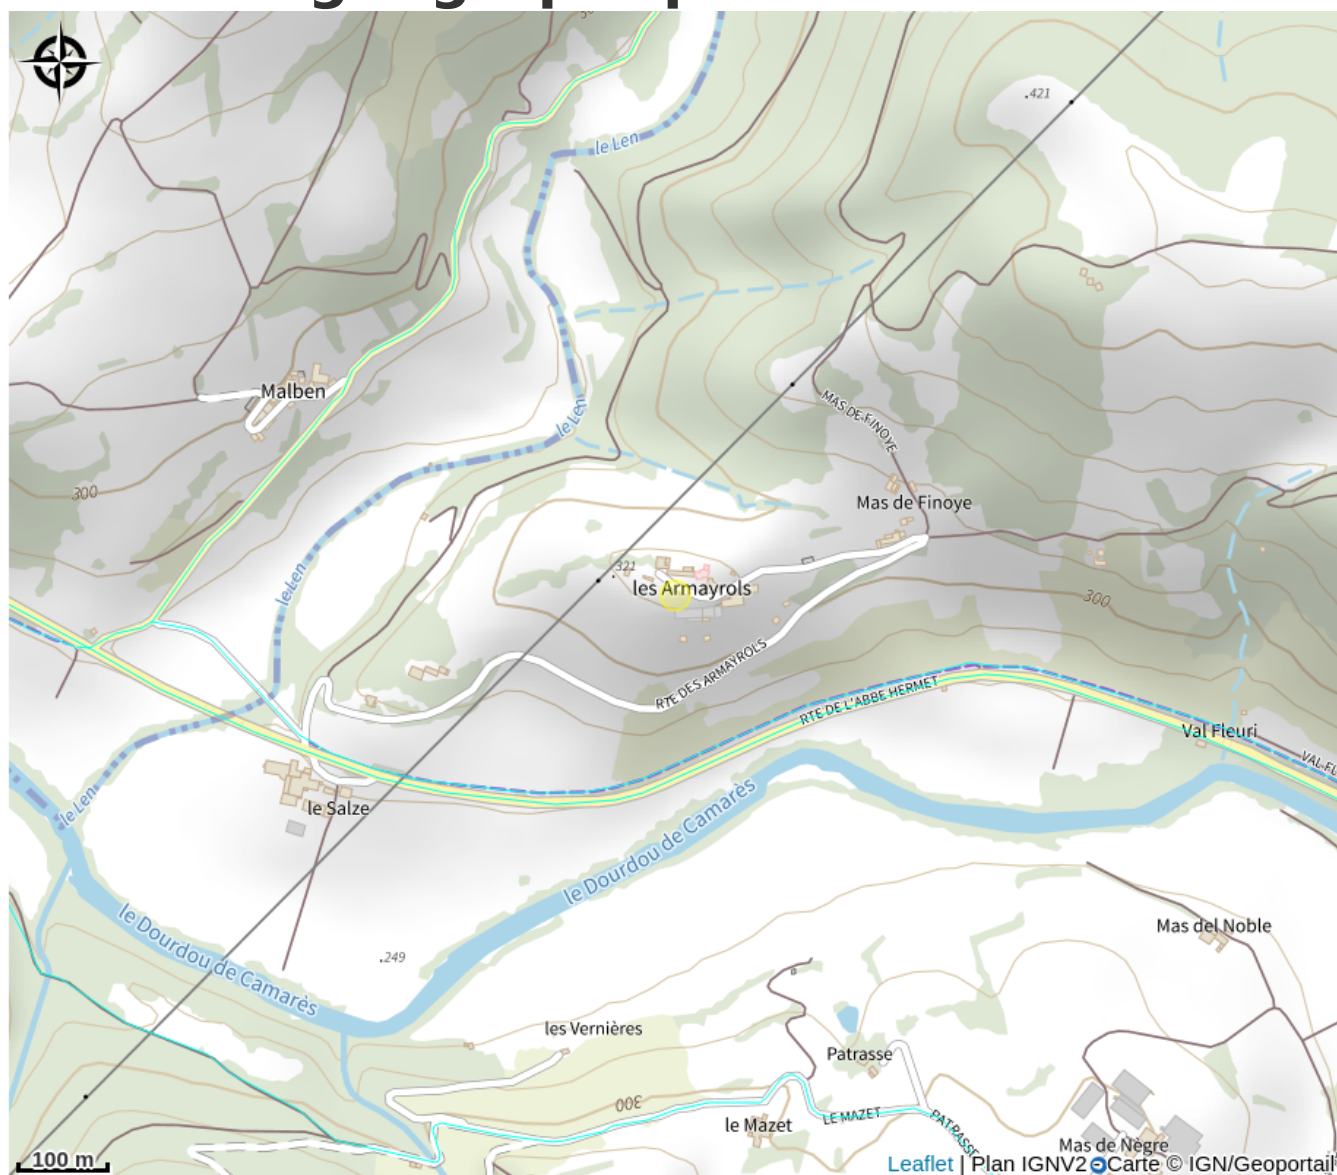 le Len
421
Malben
le Len
MAS DE FINOYE
300
Mas de Finoye
321
les Armayrols
le Len
300
RTE DES ARMAYROLS
RTE DE L'ABBE HERMET
Val Fleuri
le Len
le Salze
le Dourdou de Camarès
le Dourdou de Camarès
249
Mas del Noble
les Vernières
Patrasse
300
le Mazet
LE MAZET
PATRASSE
Mas de Nègre
100 m
Leaflet | Plan IGNV2 Carte © IGN/Geoportail